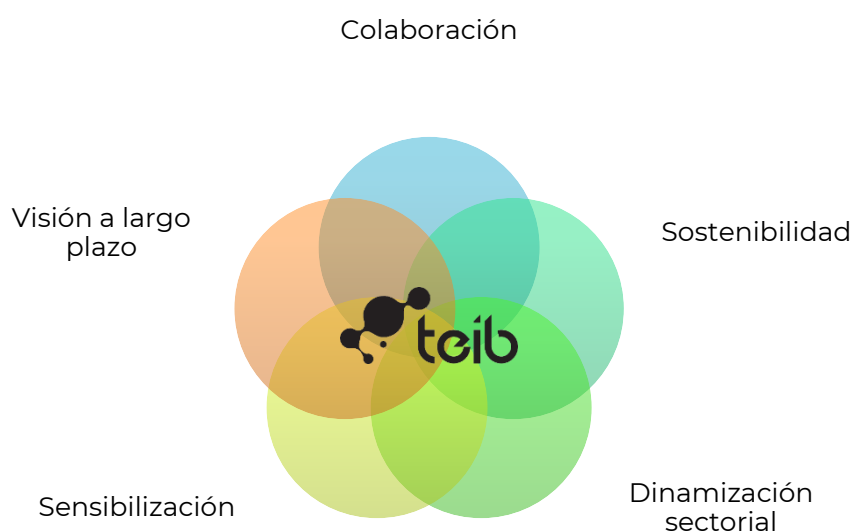 Colaboración
Visión a largo
plazo
Sostenibilidad
teib
Sensibilización
Dinamización
sectorial